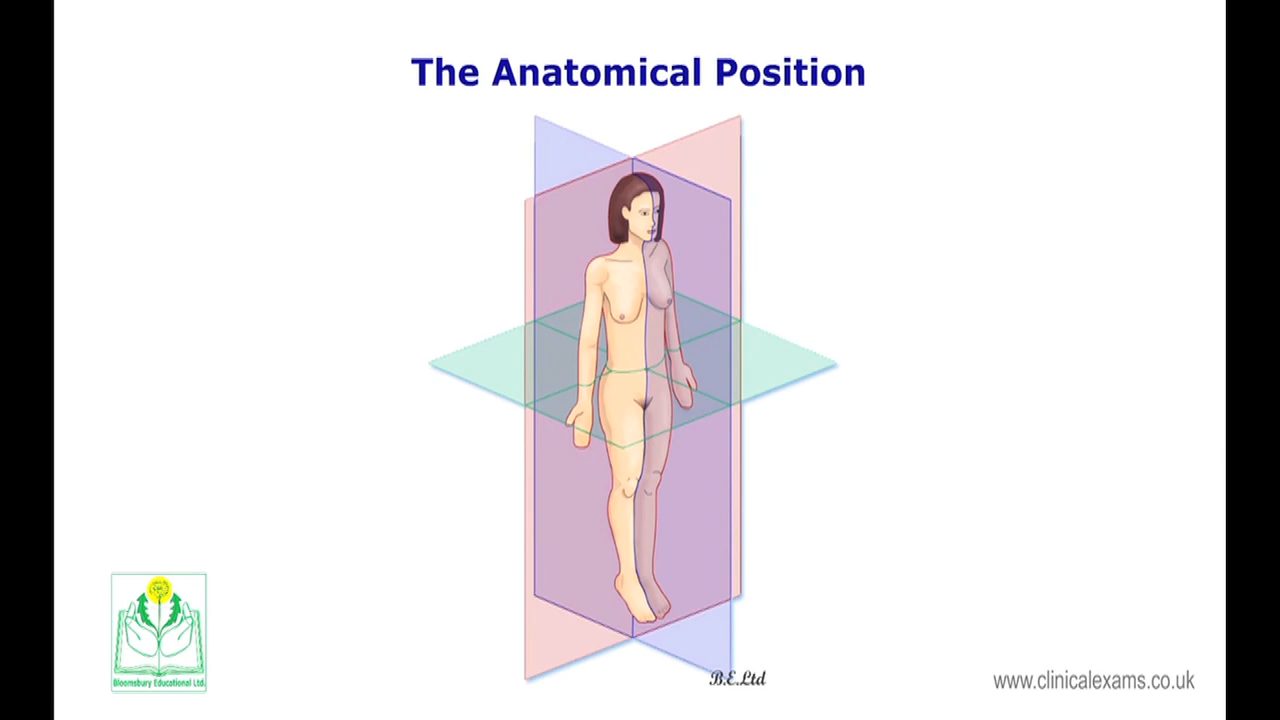 The Anatomical Position
B.E.Ltd
Bloomsbury Educational Ltd.
www.clinicalexams.co.uk